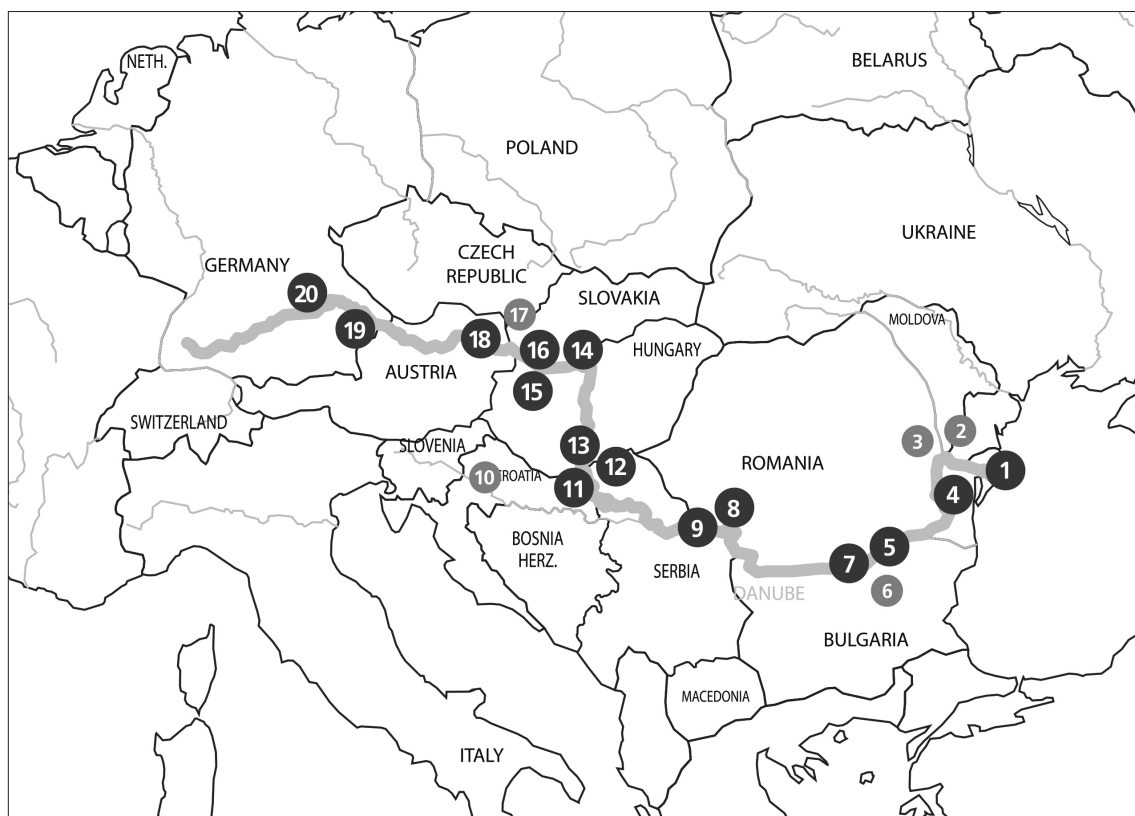 NETH.
BELARUS
POLAND
UKRAINE
CZECH
REPUBLIC
GERMANY
20
SLOVAKIA
17
MOLDOVA
19
18
16
14
HUNGARY
AUSTRIA
15
SWITZERLAND
SLOVENIA
13
3
2
12
ROMANIA
1
10
CROATIA
11
4
8
9
BOSNIA
HERZ.
5
7
SERBIA
6
DANUBE
BULGARIA
MACEDONIA
ITALY